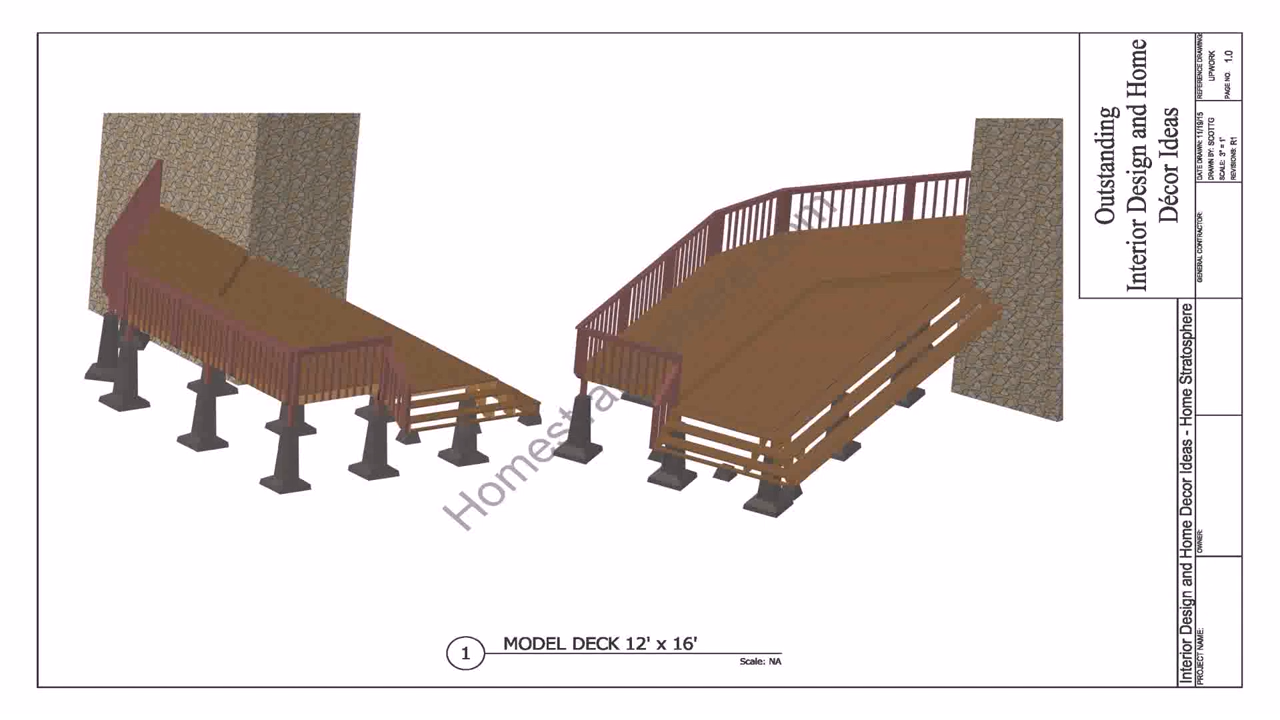 Homestratosphere.com
1
MODEL DECK 12' x 16'
Scale: NA
Outstanding
Interior Design and Home
Décor Ideas
REFERENCE DRAWING:
UPWORK
PAGE NO. 1.0
DATE DRAWN: 11/19/15
DRAWN BY: SCOTTG
SCALE: 3" = 1'
REVISIONS: R1
GENERAL CONTRACTOR:
Interior Design and Home Decor Ideas - Home Stratosphere
OWNER:
PROJECT NAME: